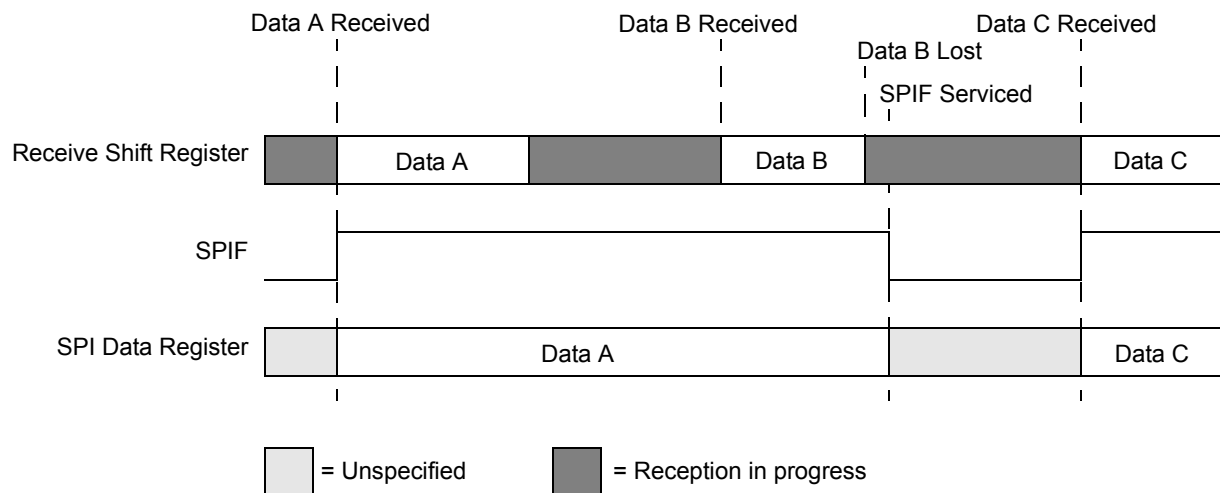 Data A Received
Data B Received
Data C Received
Data B Lost
SPIF Serviced
Receive Shift Register
Data A
Data B
Data C
SPIF
SPI Data Register
Data A
Data C
= Unspecified
= Reception in progress